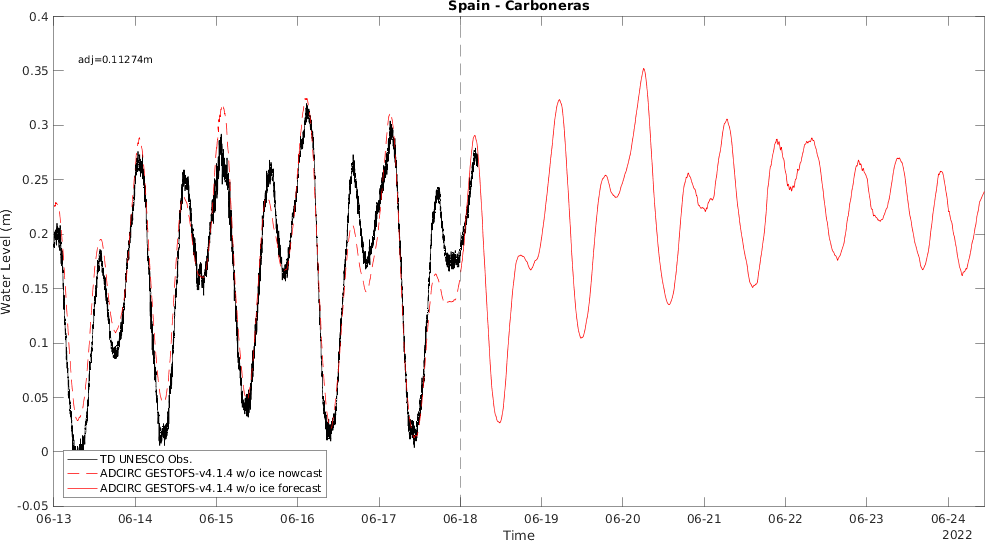 Spain - Carboneras
adj=0.11274m
Water Level (m)
0.4
0.35
0.3
0.25
0.2
0.15
0.1
0.05
0
-0.05
TD UNESCO Obs.
ADCIRC GESTOFS-v4.1.4 w/o ice nowcast
ADCIRC GESTOFS-v4.1.4 w/o ice forecast
06-13 06-14 06-15 06-16 06-17 06-18 06-19 06-20 06-21 06-22 06-23 06-24
Time
2022